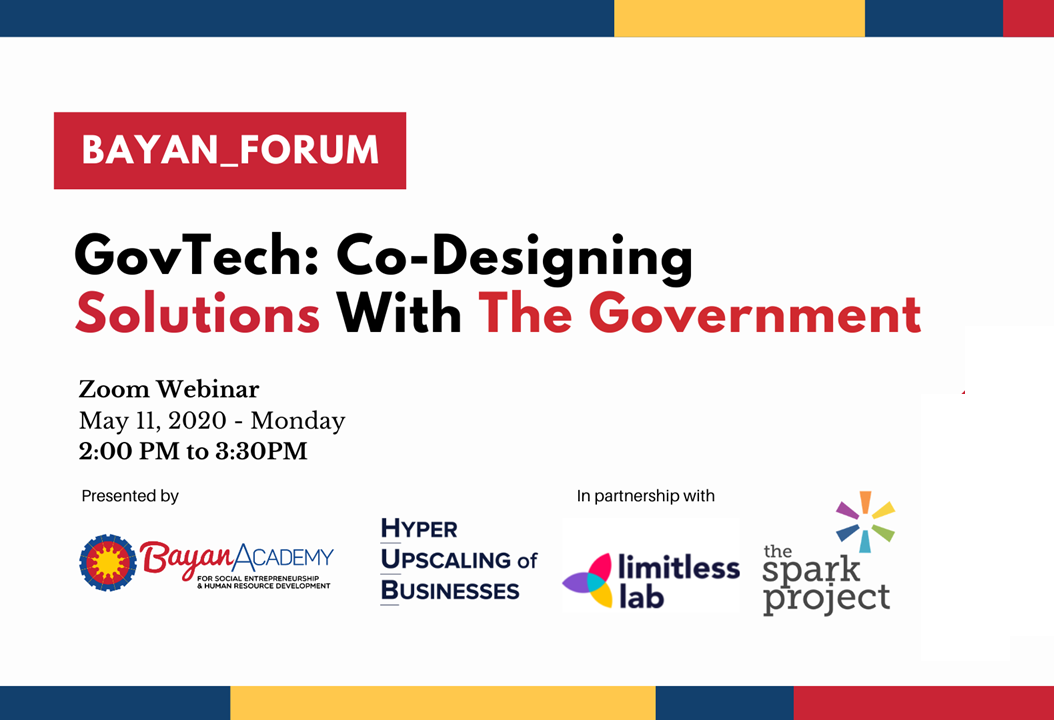 BAYAN_FORUM
GovTech: Co-Designing
Solutions With The Government
Zoom Webinar
May 11, 2020 - Monday
2:00 PM to 3:30PM
Presented by
BayanAcademy
FOR SOCIAL ENTREPRENEURSHIP
& HUMAN RESOURCE DEVELOPMENT
HYPER
UPSCALING of
BUSINESSES
In partnership with
limitless
lab
the
spark
project